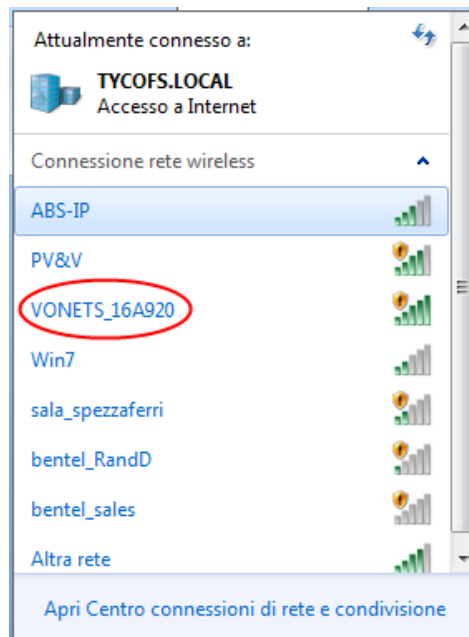 Attualmente connesso a:
TYCOFS.LOCAL
Accesso a Internet
Connessione rete wireless
ABS-IP
PV&V
VONETS_16A920
Win7
sala_spezzaferri
bentel_RandD
bentel_sales
Altra rete
Apri Centro connessioni di rete e condivisione